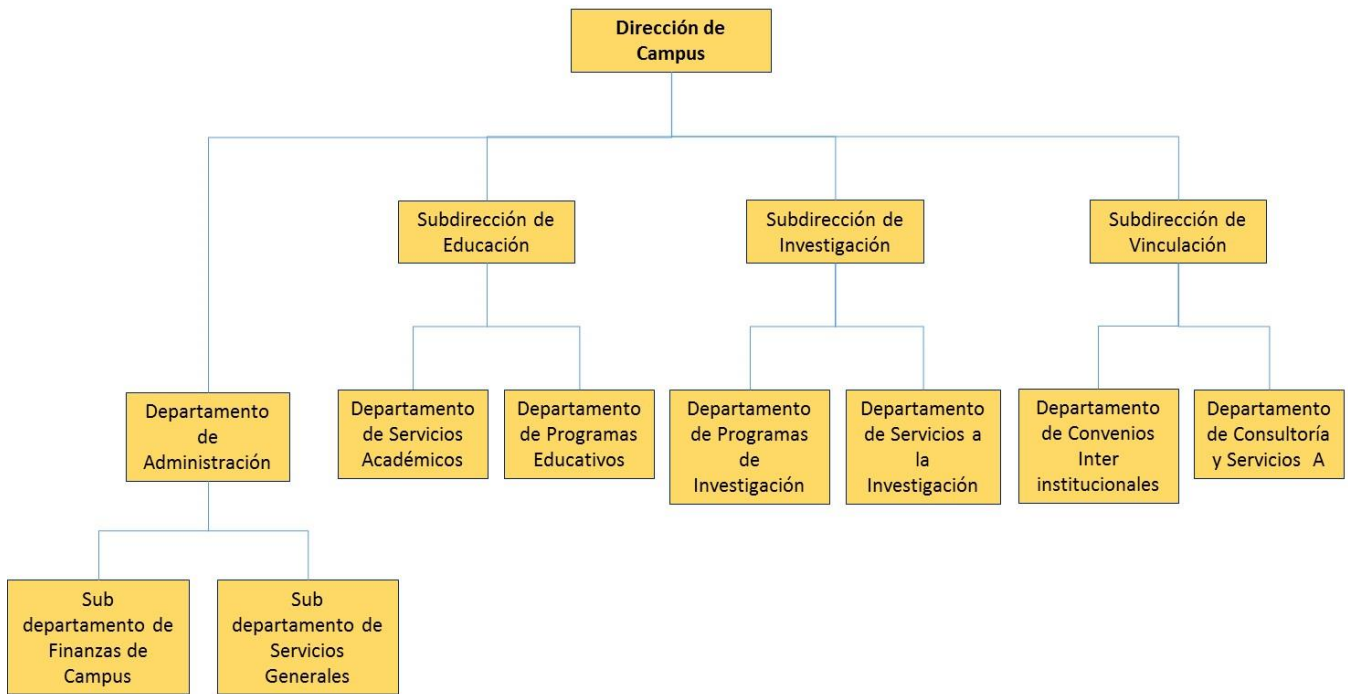 Dirección de
Campus
Subdirección de
Educación
Subdirección de
Investigación
Subdirección de
Vinculación
Departamento
de
Administración
Departamento
de Servicios
Académicos
Departamento
de Programas
Educativos
Departamento
de Programas
de
Investigación
Departamento
de Servicios a
la
Investigación
Departamento
de Convenios
Inter
institucionales
Departamento
de Consultoría
y Servicios A
Sub
departamento de
Finanzas de
Campus
Sub
departamento de
Servicios
Generales